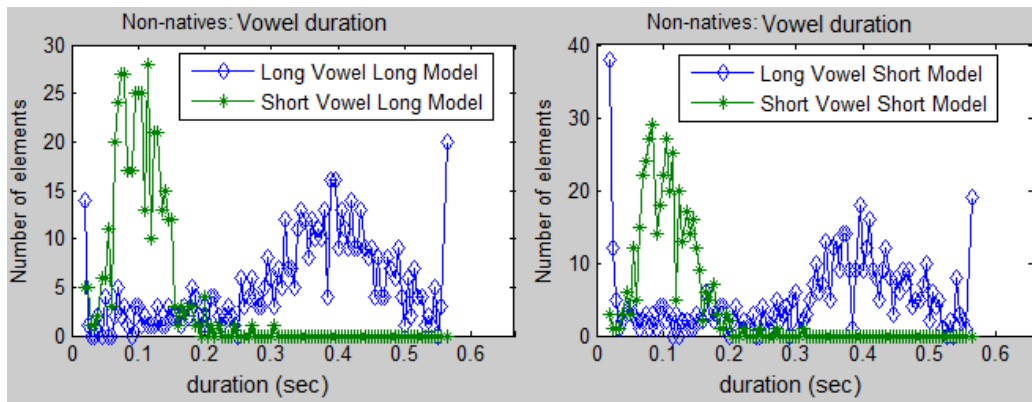 Non-natives: Vowel duration
Number of elements
30
25
20
15
10
5
0
Long Vowel Long Model
Short Vowel Long Model
0 0.1 0.2 0.3 0.4 0.5 0.6
duration (sec)
Non-natives: Vowel duration
Number of elements
40
30
20
10
0
Long Vowel Short Model
Short Vowel Short Model
0 0.1 0.2 0.3 0.4 0.5 0.6
duration (sec)